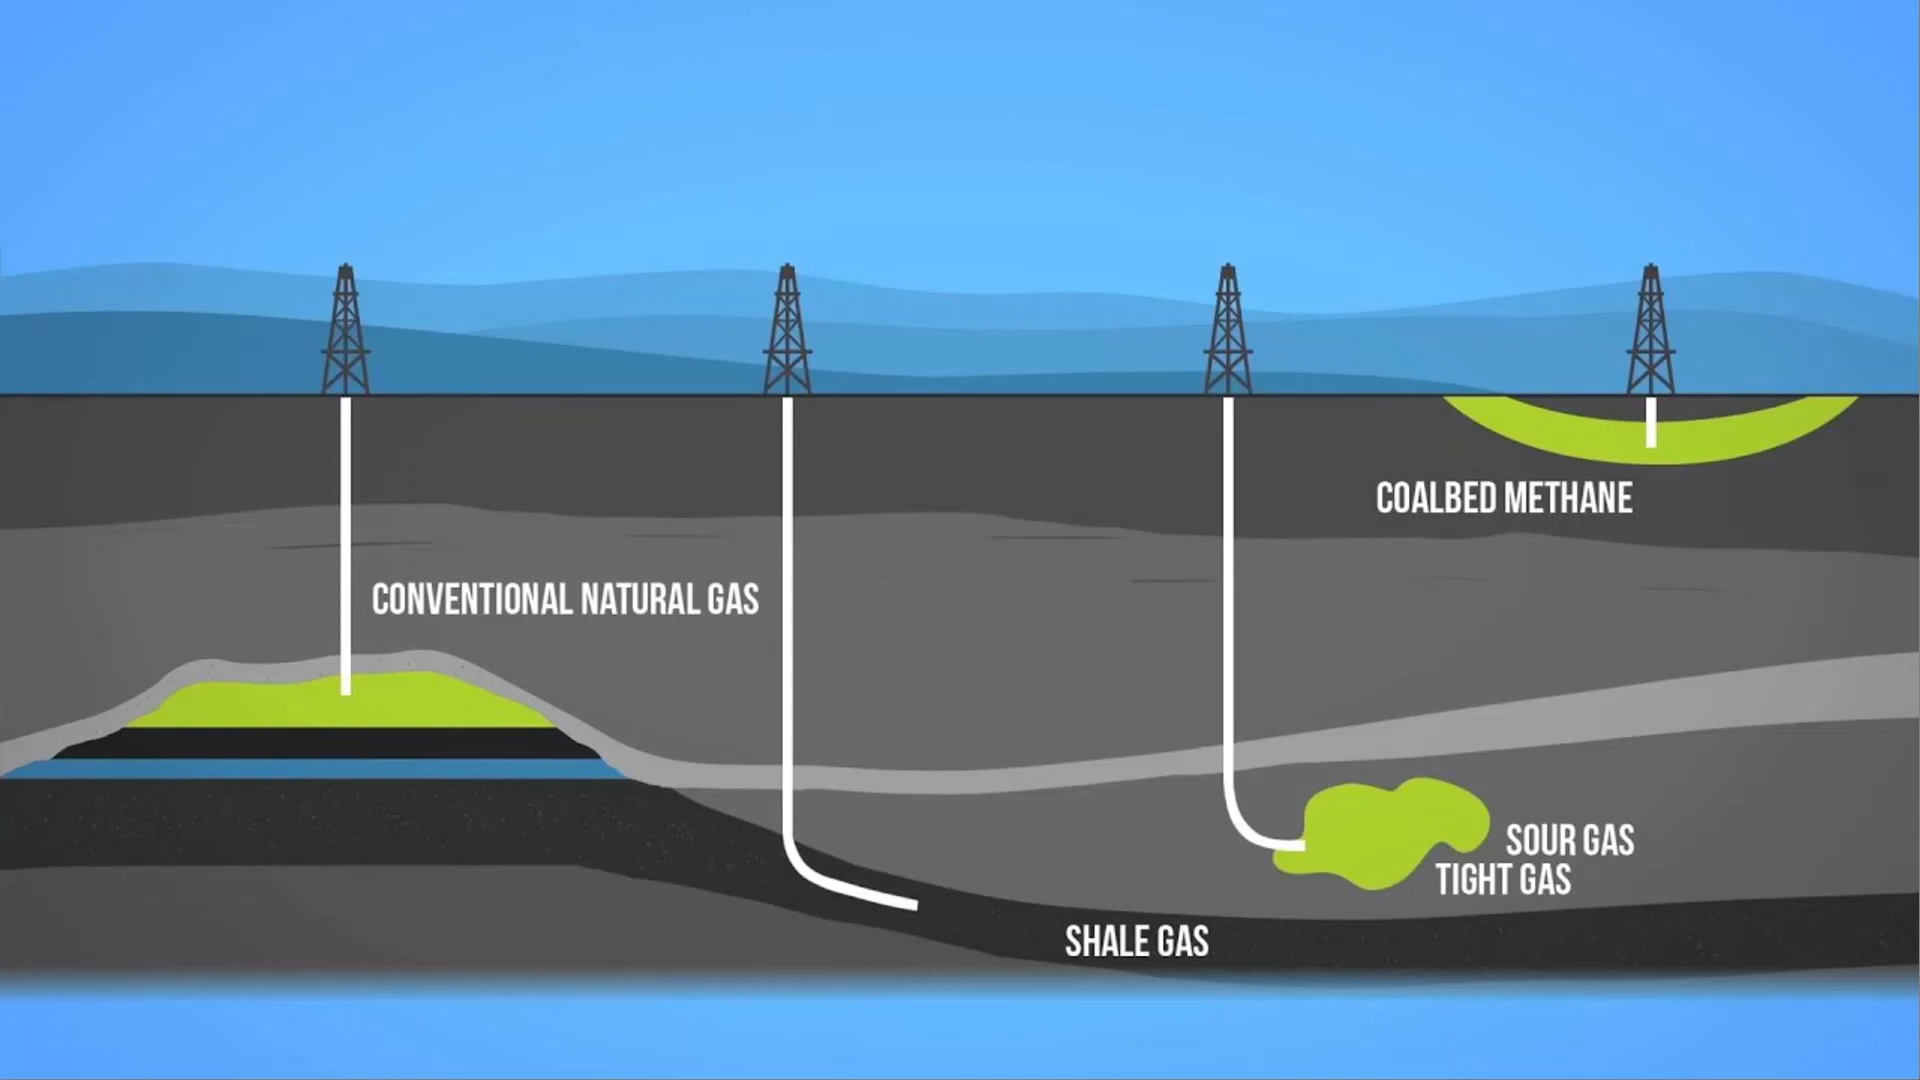 COALBED METHANE
CONVENTIONAL NATURAL GAS
SOUR GAS
TIGHT GAS
SHALE GAS